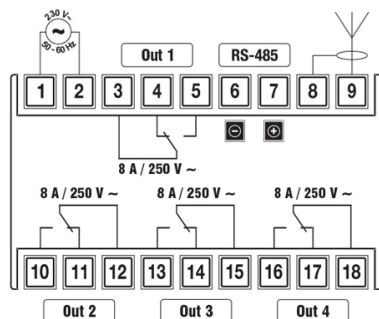 230 V~
50-60 Hz
Out 1
RS-485
1 2 3 4 5 6 7 8 9
8 A / 250 V ~
8 A / 250 V ~ 8 A / 250 V ~ 8 A / 250 V ~
10 11 12 13 14 15 16 17 18
Out 2 Out 3 Out 4